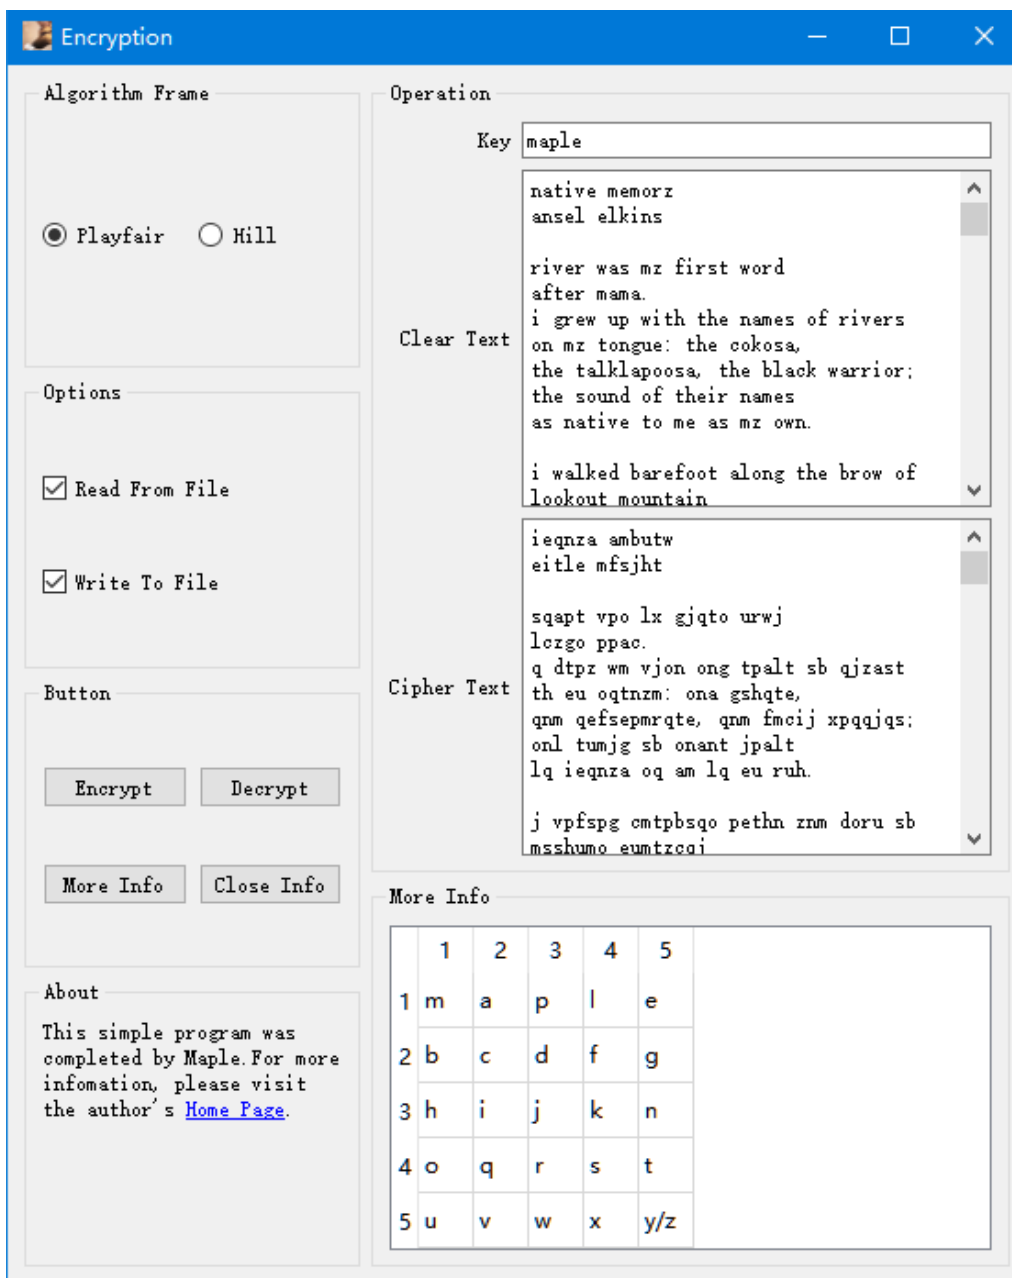 Encryption
Algorithm Frame
Playfair Hill
Options
Read From File
Write To File
Button
Encrypt Decrypt
More Info Close Info
About
This simple program was
completed by Maple.For more
infomation, please visit
the author's Home Page.
Operation
Key maple
Clear Text
native memorz
ansel elkins
river was mz first word
after mama.
i grew up with the names of rivers
on mz tongue: the cokosa,
the talklapoosa, the black warrior;
the sound of their names
as native to me as mz own.
i walked barefoot along the brow of
lookout mountain
Cipher Text
ieqnza ambutw
eitle mfsjht
sqapt vpo lx gjqto urwj
lczgo ppac.
q dtpz wm vjon ong tpalt sb qjzast
th eu oqtnzm: ona gshqte,
qnm qefsepmrqte, qnm fmcij xpqqjqs;
onl tumjg sb onant jpalt
lq ieqnza oq am lq eu ruh.
j vpfspg cmtpbsqo pethn znm doru sb
msshumo eumtzcqj
More Info
1 2 3 4 5
1 m a p l e
2 b c d f g
3 h i j k n
4 o q r s t
5 u v w x y/z